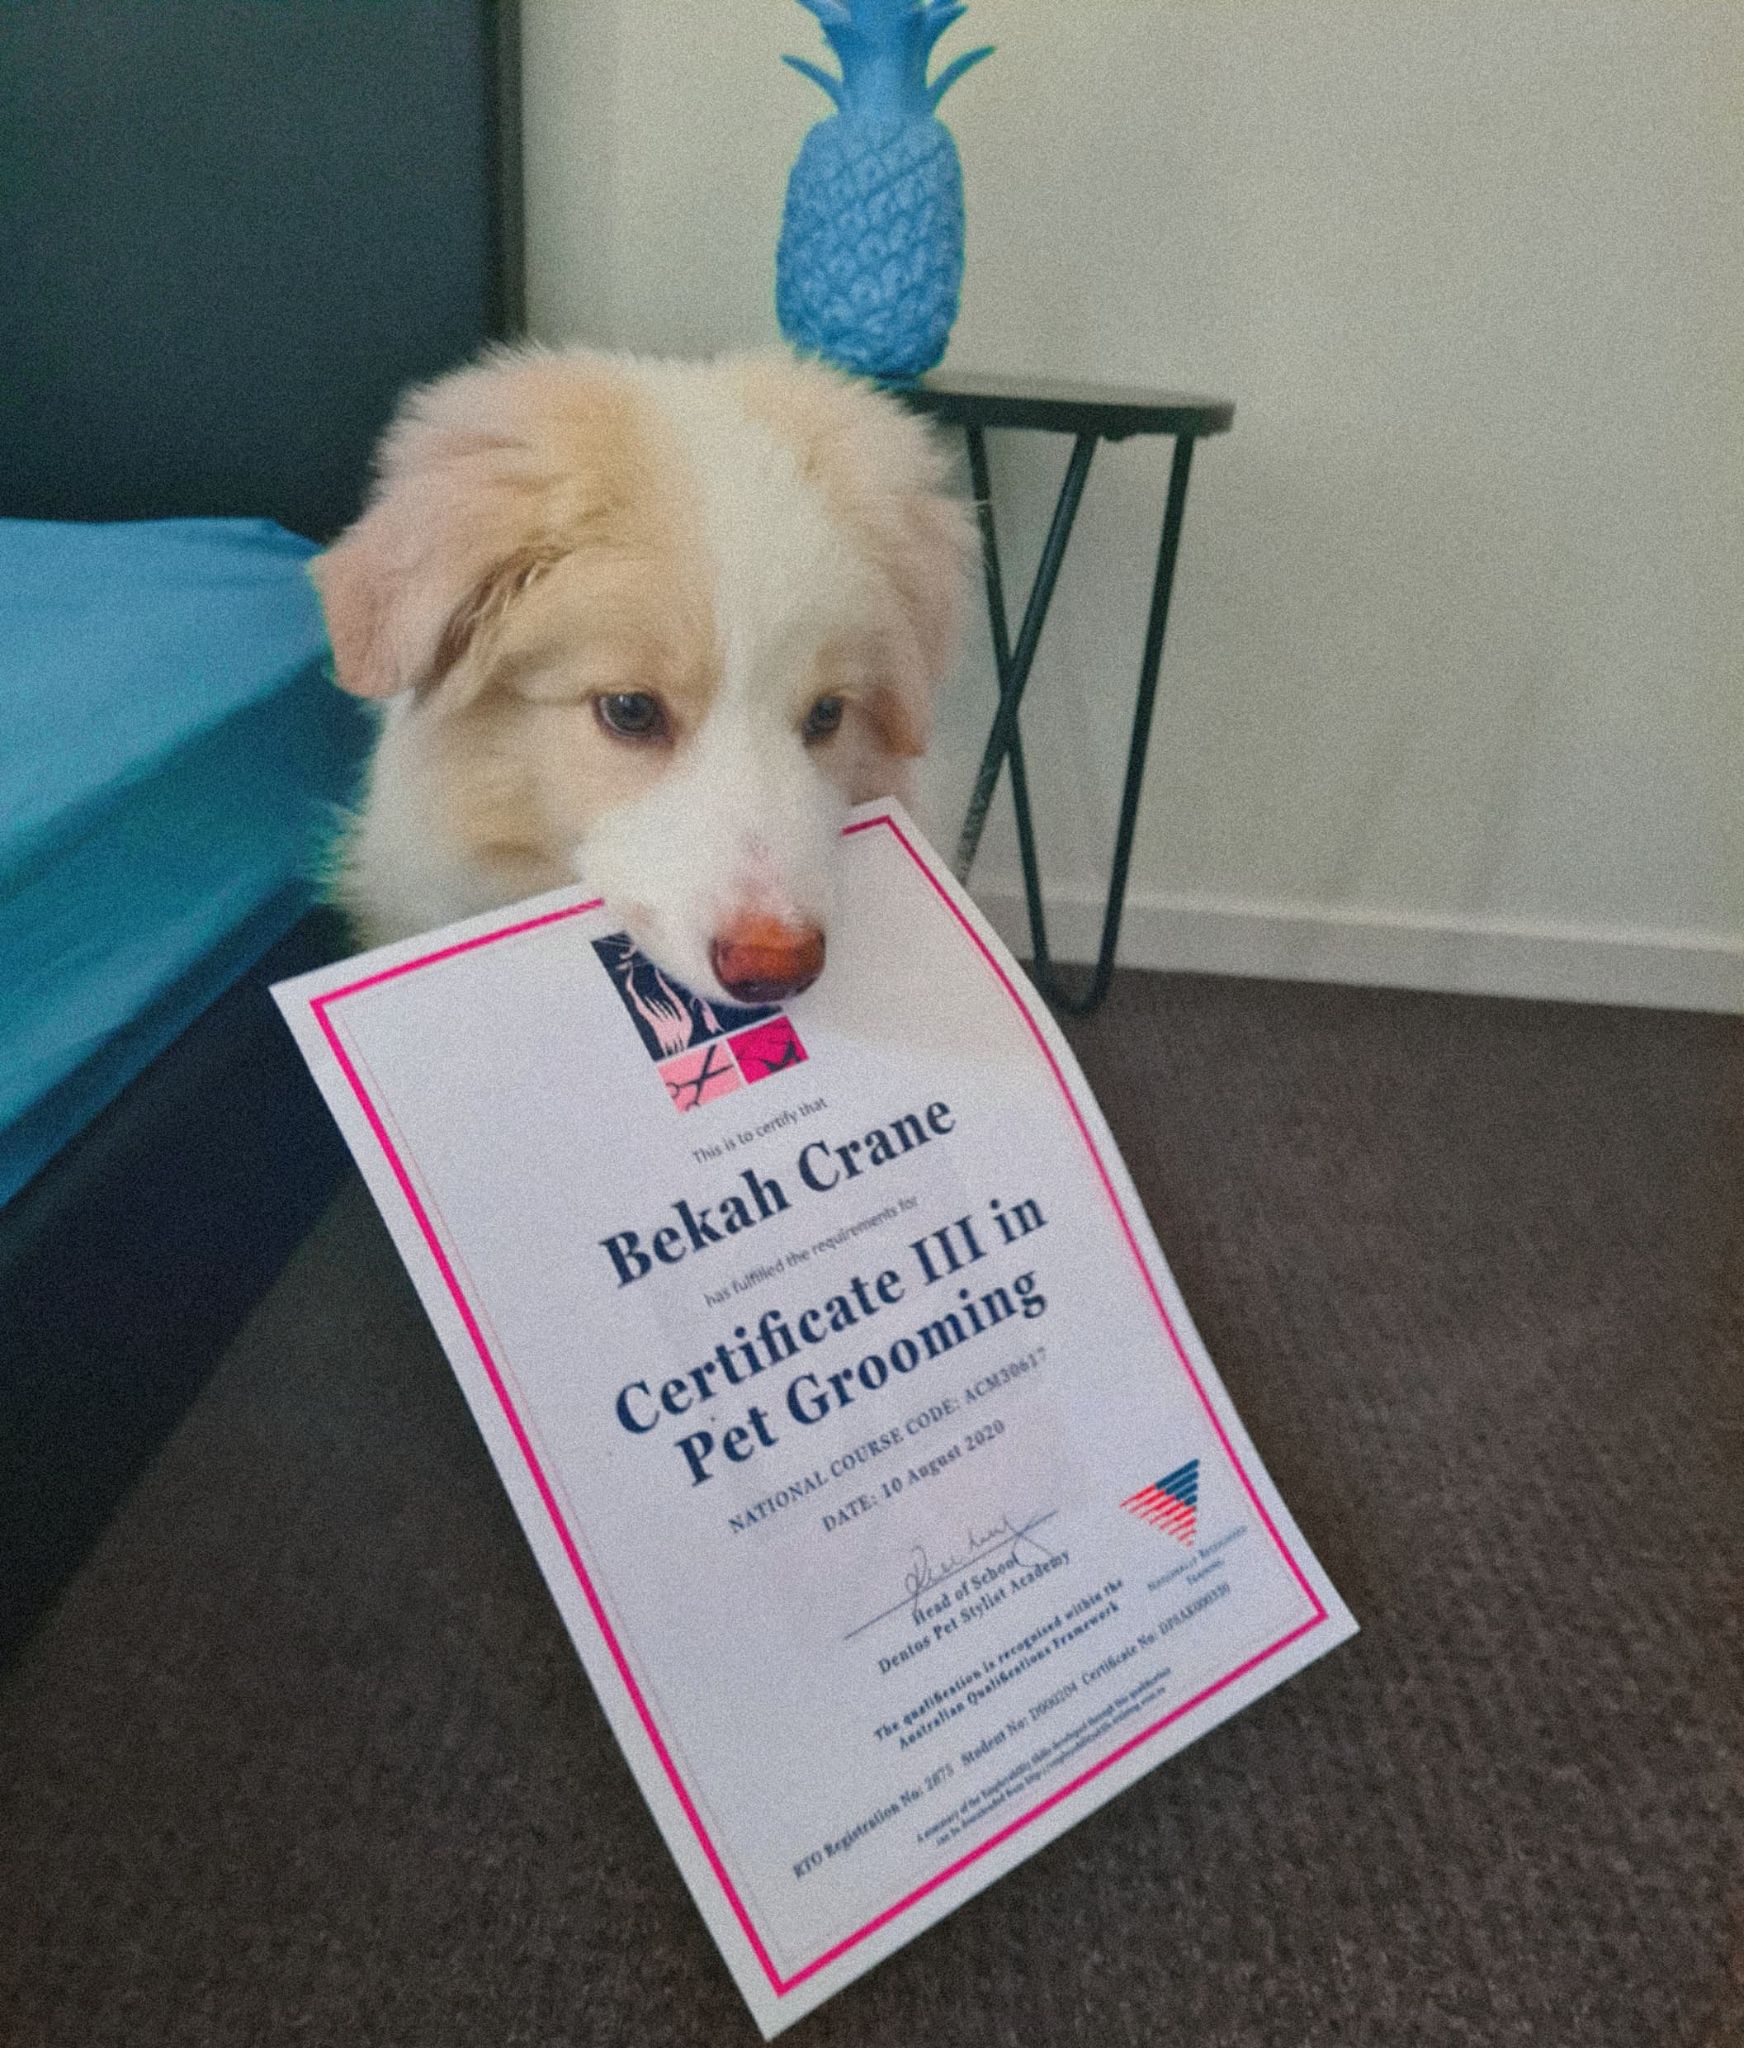 This is to certify that
Bekah Crane
has fulfilled the requirements for
Certificate III in
Pet Grooming
NATIONAL COURSE CODE: ACM30617
DATE: 10 August 2020
Head of School
Dentos Pet Stylist Academy
NATIONALLY RECOGNISED
TRAINING
The qualification is recognised within the
Australian Qualifications Framework
RTO Registration No: 2875 Student No: D000204 Certificate No: DPSAK000330
A summary of the Employability Skills developed through this qualification
can be downloaded from